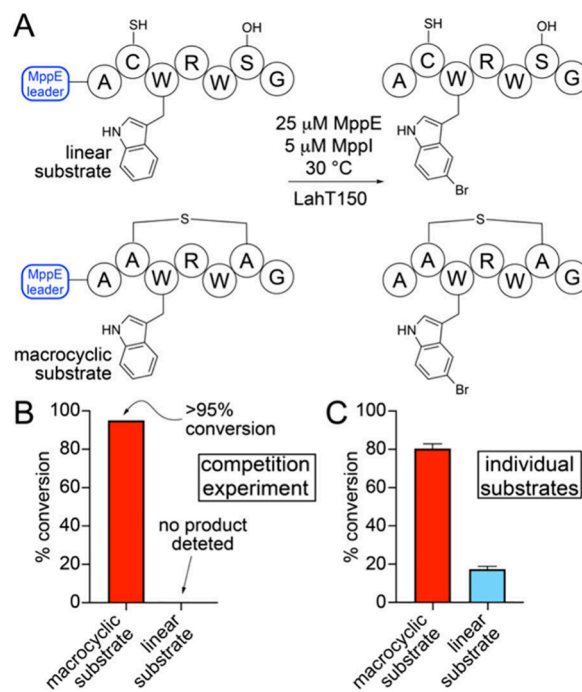 A
SH
OH
MppE
leader
A C W R W S G
HN
linear
substrate
25 μM MppE
5 μM MppI
30 °C
LahT150
SH
OH
A C W R W S G
HN
Br
S
MppE
leader
A A W R W A G
HN
macrocyclic
substrate
S
A A W R W A G
HN
Br
B
% conversion
100
80
60
40
20
0
>95%
conversion
competition
experiment
no product
deteted
macrocyclic
substrate
linear
substrate
C
% conversion
100
80
60
40
20
0
individual
substrates
macrocyclic
substrate
linear
substrate